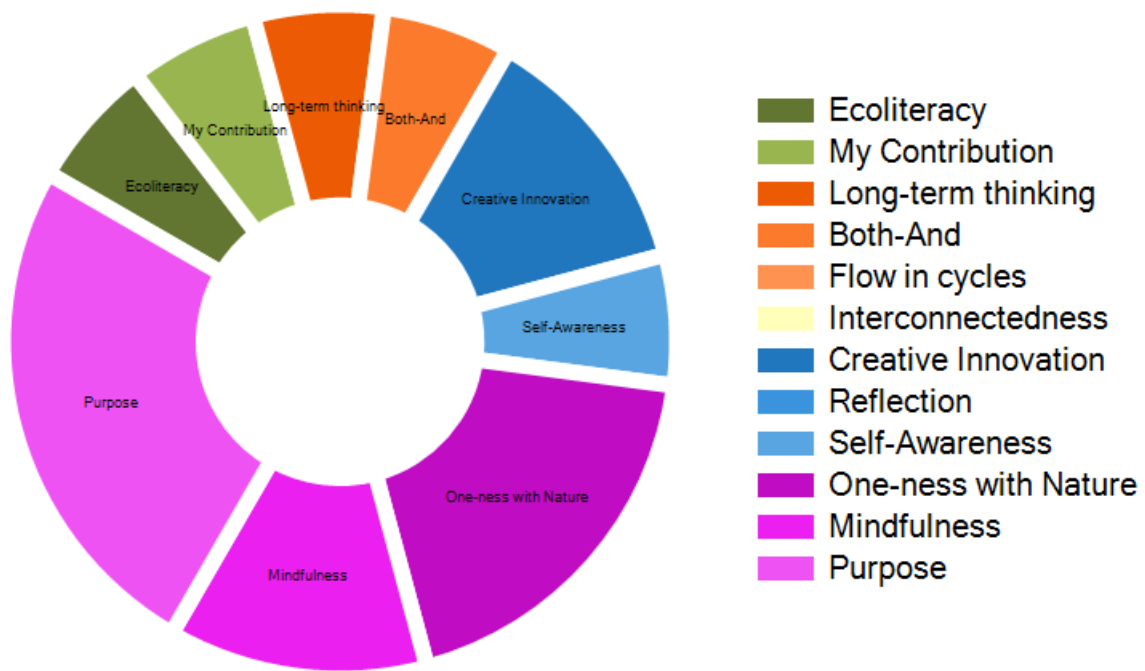 Long-term thinking
Both-And
My Contribution
Ecoliteracy
Creative Innovation
Self-Awareness
Purpose
One-ness with Nature
Mindfulness
Ecoliteracy
My Contribution
Long-term thinking
Both-And
Flow in cycles
Interconnectedness
Creative Innovation
Reflection
Self-Awareness
One-ness with Nature
Mindfulness
Purpose